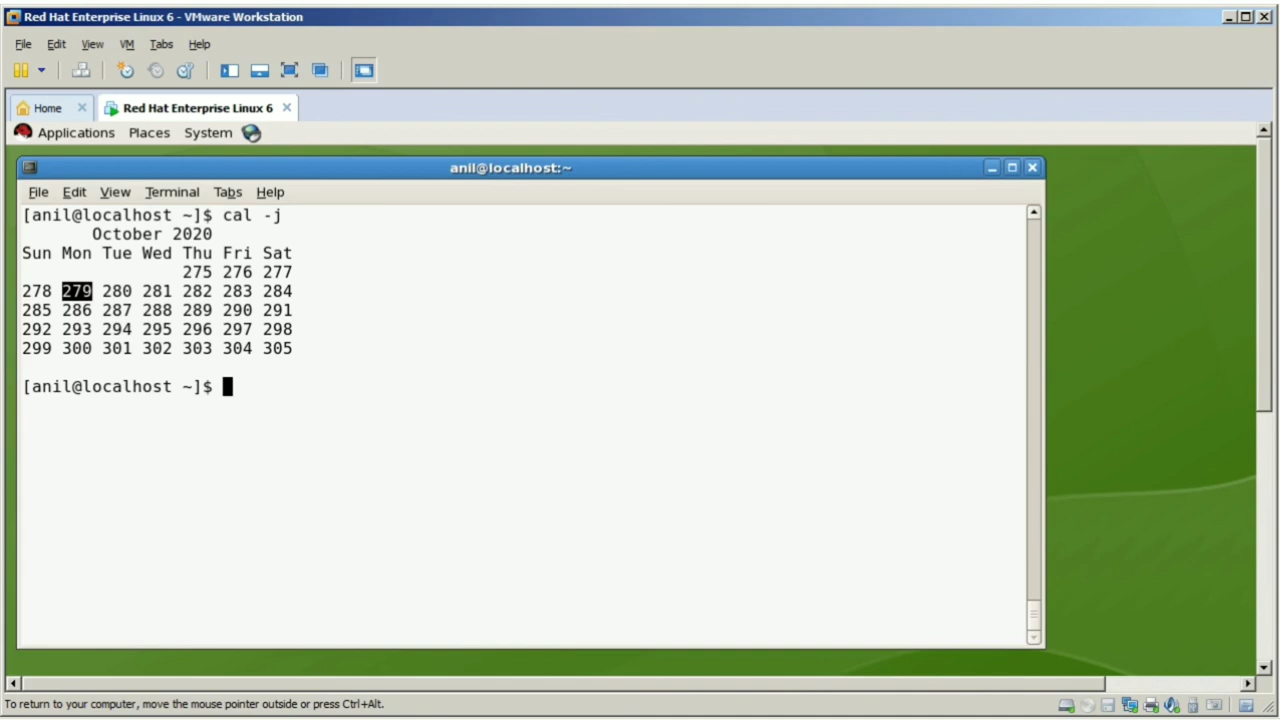 Red Hat Enterprise Linux 6 - VMware Workstation
File Edit View VM Tabs Help
Home Red Hat Enterprise Linux 6
Applications Places System
anil@localhost:~
File Edit View Terminal Tabs Help
[anil@localhost ~]$ cal -j
October 2020
Sun Mon Tue Wed Thu Fri Sat
275 276 277
278 279 280 281 282 283 284
285 286 287 288 289 290 291
292 293 294 295 296 297 298
299 300 301 302 303 304 305
[anil@localhost ~]$
To return to your computer, move the mouse pointer outside or press Ctrl+Alt.